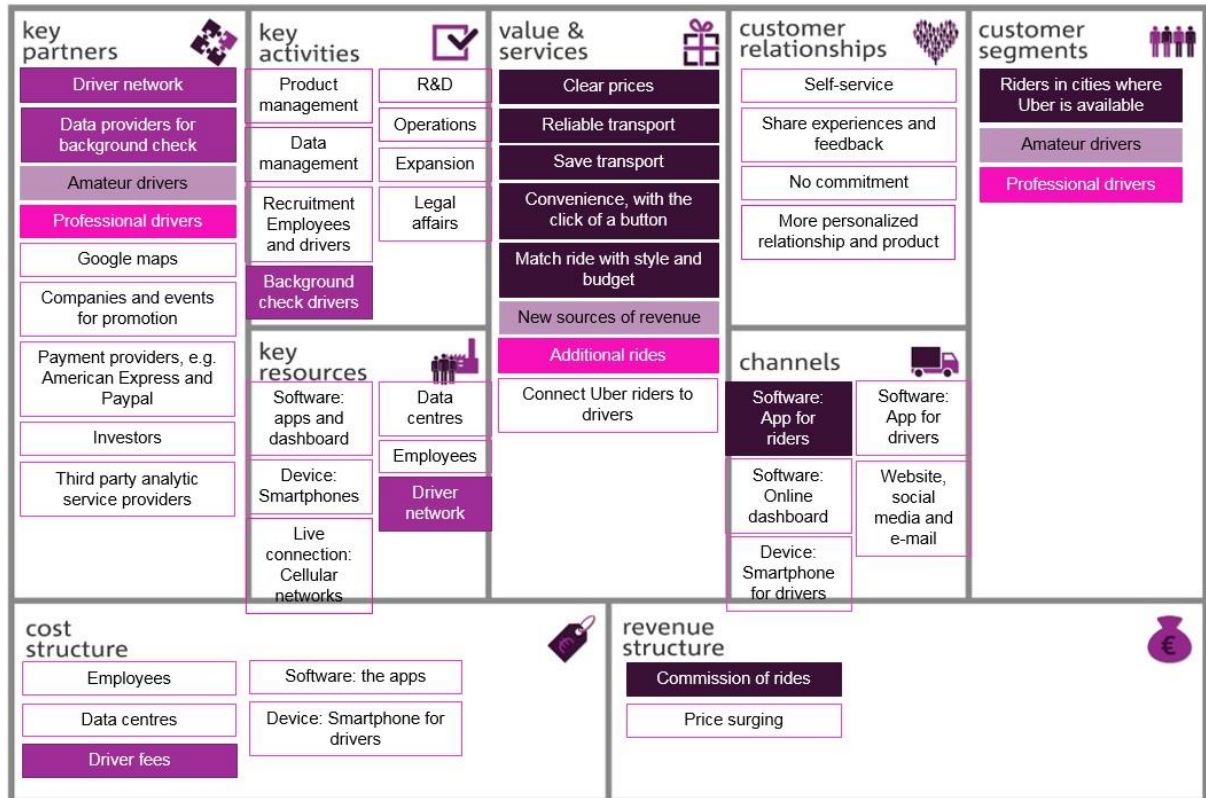 key
partners
Driver network
Data providers for
background check
Amateur drivers
Professional drivers
Google maps
Companies and events
for promotion
Payment providers, e.g.
American Express and
Paypal
Investors
Third party analytic
service providers
key
activities
Product
management
Data
management
Recruitment
Employees
and drivers
Background
check drivers
R&D
Operations
Expansion
Legal
affairs
key
resources
Software:
apps and
dashboard
Device:
Smartphones
Live
connection:
Cellular
networks
Data
centres
Employees
Driver
network
value &
services
Clear prices
Reliable transport
Save transport
Convenience, with the
click of a button
Match ride with style and
budget
New sources of revenue
Additional rides
Connect Uber riders to
drivers
customer
relationships
Self-service
Share experiences and
feedback
No commitment
More personalized
relationship and product
channels
Software:
App for
riders
Software:
Online
dashboard
Device:
Smartphone
for drivers
Software:
App for
drivers
Website,
social
media and
e-mail
customer
segments
Riders in cities where
Uber is available
Amateur drivers
Professional drivers
cost
structure
€
Employees
Data centres
Driver fees
Software: the apps
Device: Smartphone for
drivers
revenue
structure
€
Commission of rides
Price surging